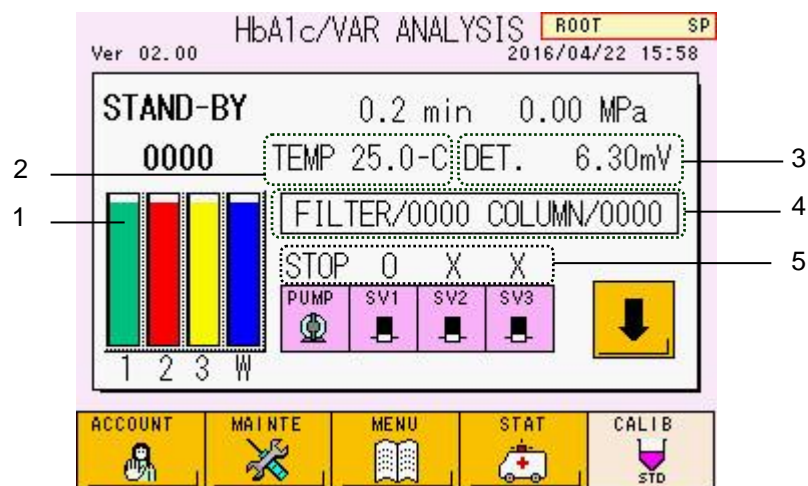 HbA1c/VAR ANALYSIS ROOT SP
Ver 02.00 2016/04/22 15:58
STAND-BY 0.2 min 0.00 MPa
0000 TEMP 25.0-C DET. 6.30mV
FILTER/0000 COLUMN/0000
STOP O X X
PUMP SV1 SV2 SV3
1 2 3 W
ACCOUNT MAINTE MENU STAT CALIB
STD
2
1
3
4
5